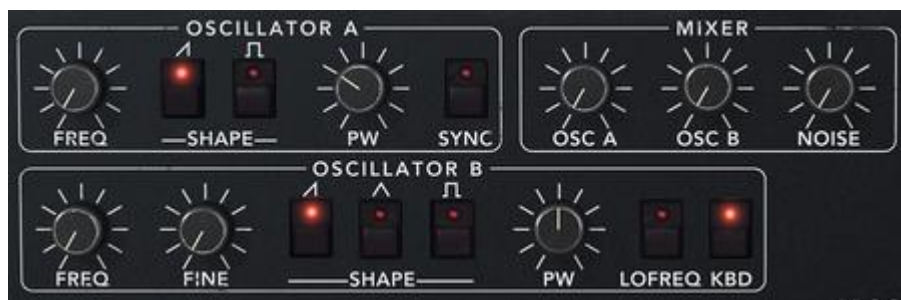 OSCILLATOR A
FREQ
SHAPE
PW
SYNC
MIXER
OSC A
OSC B
NOISE
OSCILLATOR B
FREQ
FINE
SHAPE
PW
LOFREQ
KBD